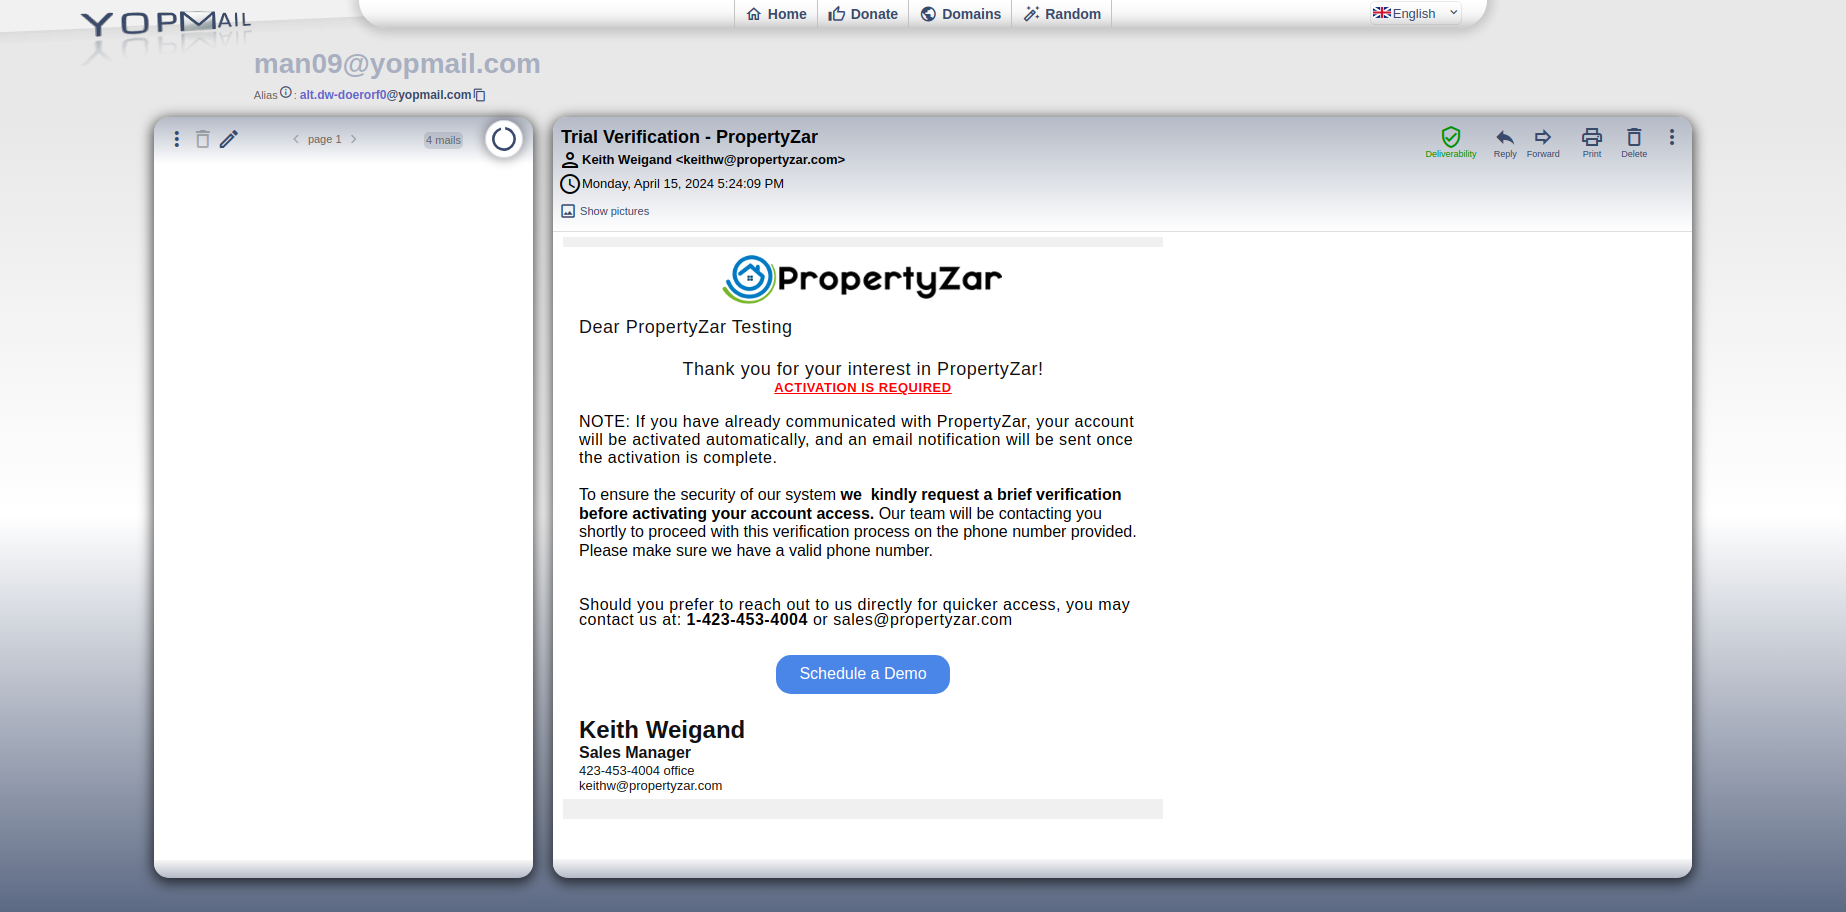 YOPMAIL
Home
Donate
Domains
Random
English
man09@yopmail.com
Alias : alt.dw-doerorf0@yopmail.com
page 1
4 mails
Trial Verification - PropertyZar
Keith Weigand <keithw@propertyzar.com>
Monday, April 15, 2024 5:24:09 PM
Show pictures
Deliverability
Reply
Forward
Print
Delete
PropertyZar
Dear PropertyZar Testing
Thank you for your interest in PropertyZar!
ACTIVATION IS REQUIRED
NOTE: If you have already communicated with PropertyZar, your account
will be activated automatically, and an email notification will be sent once
the activation is complete.
To ensure the security of our system we  kindly request a brief verification
before activating your account access. Our team will be contacting you
shortly to proceed with this verification process on the phone number provided.
Please make sure we have a valid phone number.
Should you prefer to reach out to us directly for quicker access, you may
contact us at: 1-423-453-4004 or sales@propertyzar.com
Schedule a Demo
Keith Weigand
Sales Manager
423-453-4004 office
keithw@propertyzar.com